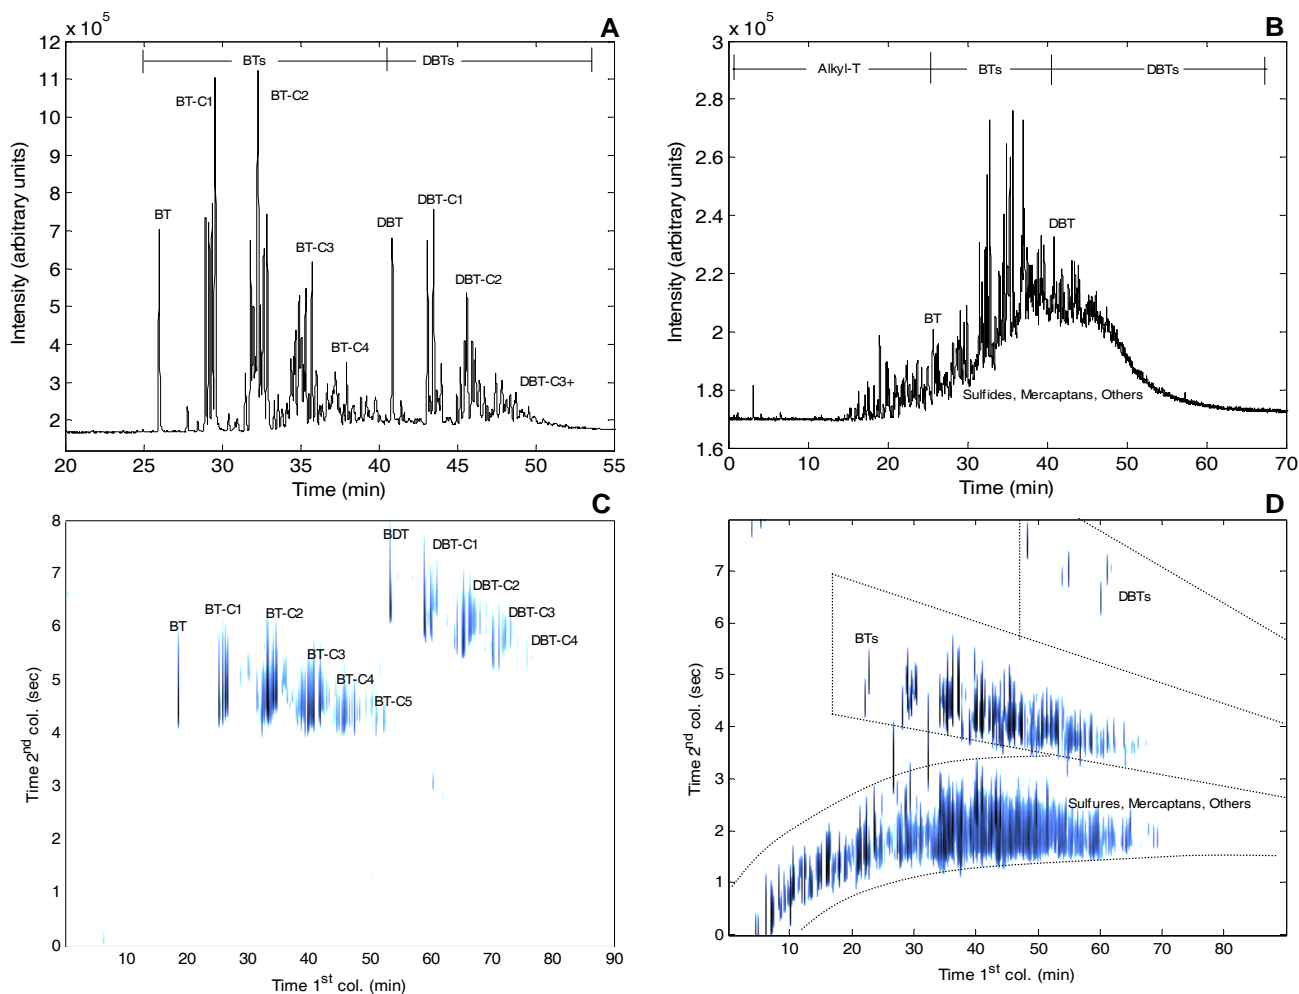 A
x 10⁵
12
11
10
9
8
7
6
5
4
3
2
20 25 30 35 40 45 50 55
Intensity (arbitrary units)
Time (min)
BTs DBTs
BT-C1
BT-C2
BT
DBT
DBT-C1
BT-C3
DBT-C2
BT-C4
DBT-C3+
B
x 10⁵
3
2.8
2.6
2.4
2.2
2
1.8
1.6
0 10 20 30 40 50 60 70
Intensity (arbitrary units)
Time (min)
Alkyl-T BTs DBTs
DBT
BT
Sulfides, Mercaptans, Others
C
8
7
6
5
4
3
2
1
0
10 20 30 40 50 60 70 80 90
Time 2nd col. (sec)
Time 1st col. (min)
BDT
DBT-C1
DBT-C2
BT-C1
BT-C2
DBT-C3
BT
DBT-C4
BT-C3
BT-C4
BT-C5
D
7
6
5
4
3
2
1
0
10 20 30 40 50 60 70 80
Time 2nd col. (sec)
Time 1st col. (min)
DBTs
BTs
Sulfures, Mercaptans, Others